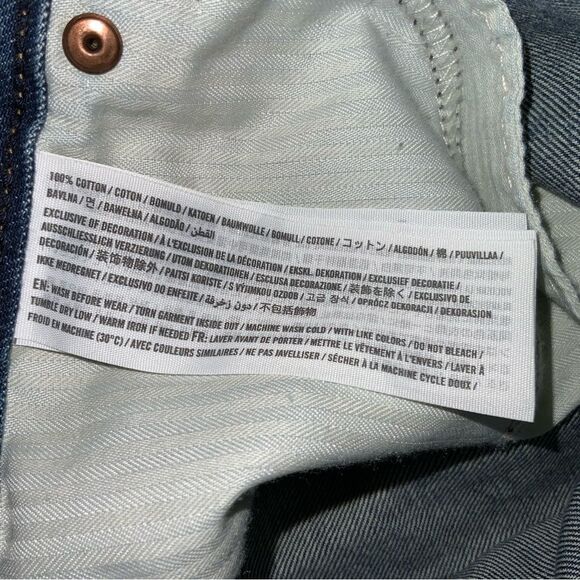 100% COTTON / COTON / BOMULD / KATOEN / BAUMWOLLE / BOMULL / COTONE / コットン / ALGODÓN / 棉 / PUUVILLAA /
BAVLNA / 면 / BAWEŁNA / ALGODÃO / القطن /
EXCLUSIVE OF DECORATION / À L'EXCLUSION DE LA DÉCORATION / EKSKL. DEKORATION / EXCLUSIEF DECORATIE /
AUSSCHLIESSLICH VERZIERUNG / UTOM DEKORATIONEN / ESCLUSA DECORAZIONE / 装飾を除く / EXCLUSIVO DE
DECORACIÓN / 装饰物除外 / PAITSI KORISTE / S VÝJIMKOU OZDOB / 고급 장식 / OPRÓCZ DEKORACJI / DEKORASJON
IKKE MEDREGNET / EXCLUSIVO DO ENFEITE / دون زخرفة / 不包括飾物
EN: WASH BEFORE WEAR / TURN GARMENT INSIDE OUT / MACHINE WASH COLD / WITH LIKE COLORS / DO NOT BLEACH /
TUMBLE DRY LOW / WARM IRON IF NEEDED FR: LAVER AVANT DE PORTER / METTRE LE VÊTEMENT À L'ENVERS / LAVER À
FROID EN MACHINE (30°C) / AVEC COULEURS SIMILAIRES / NE PAS JAVELLISER / SÉCHER À LA MACHINE CYCLE DOUX /